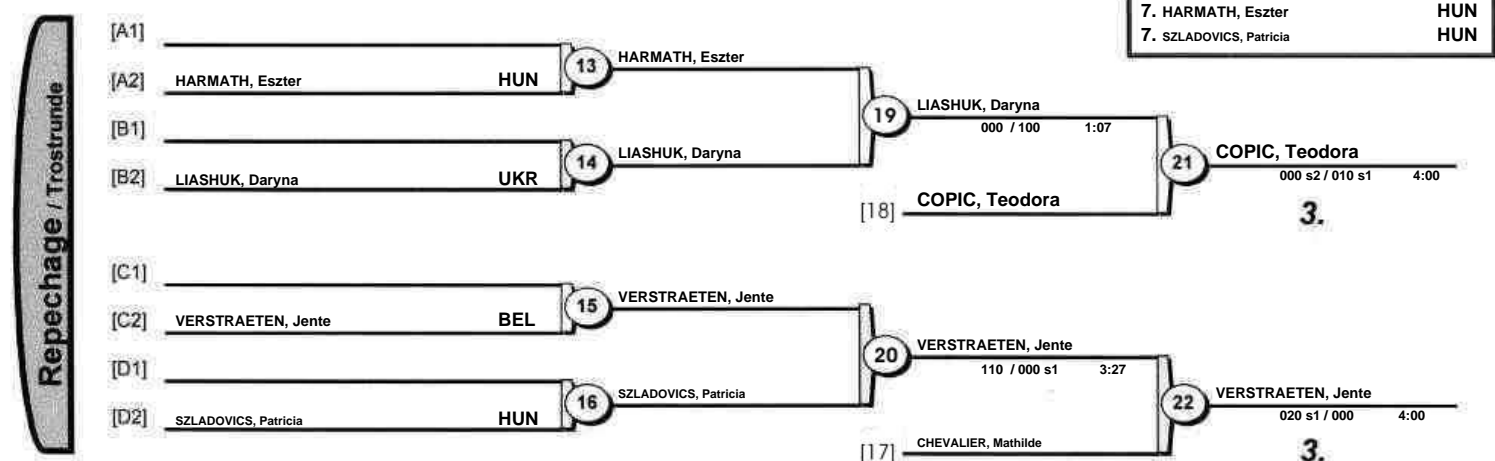 7. HARMATH, Eszter HUN
7. SZLADOVICS, Patricia HUN
Repechage / Trostrunde
[A1]
[A2] HARMATH, Eszter HUN
13 HARMATH, Eszter
[B1]
[B2] LIASHUK, Daryna UKR
14 LIASHUK, Daryna
19 LIASHUK, Daryna
000 / 100 1:07
[18] COPIC, Teodora
21 COPIC, Teodora
000 s2 / 010 s1 4:00
3.
[C1]
[C2] VERSTRAETEN, Jente BEL
15 VERSTRAETEN, Jente
[D1]
[D2] SZLADOVICS, Patricia HUN
16 SZLADOVICS, Patricia
20 VERSTRAETEN, Jente
110 / 000 s1 3:27
[17] CHEVALIER, Mathilde
22 VERSTRAETEN, Jente
020 s1 / 000 4:00
3.